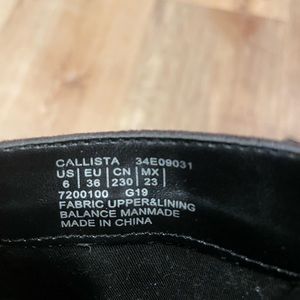 CALLISTA 34E09031
US | EU | CN | MX
6 | 36 | 230 | 23
7200100 G19
FABRIC UPPER&LINING
BALANCE MANMADE
MADE IN CHINA